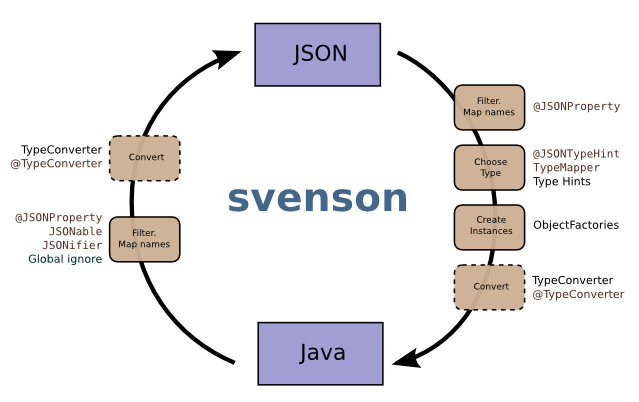 JSON
Filter.
Map names
@JSONProperty
Choose
Type
@JSONTypeHint
TypeMapper
Type Hints
Create
Instances
ObjectFactories
Convert
TypeConverter
@TypeConverter
svenson
TypeConverter
@TypeConverter
Convert
@JSONProperty
JSONable
JSONifier
Global ignore
Filter.
Map names
Java